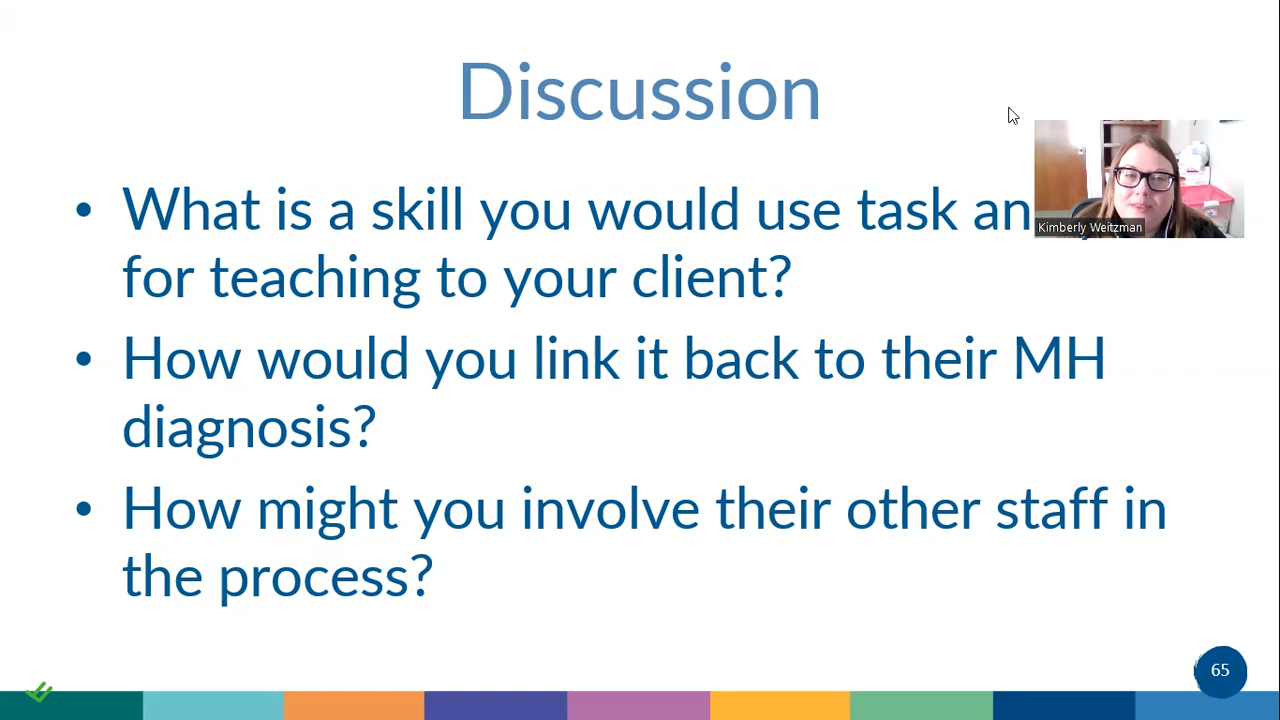 Discussion
• What is a skill you would use task
for teaching to your client?
Kimberly Weitzman
• How would you link it back to their MH
diagnosis?
• How might you involve their other staff in
the process?
65